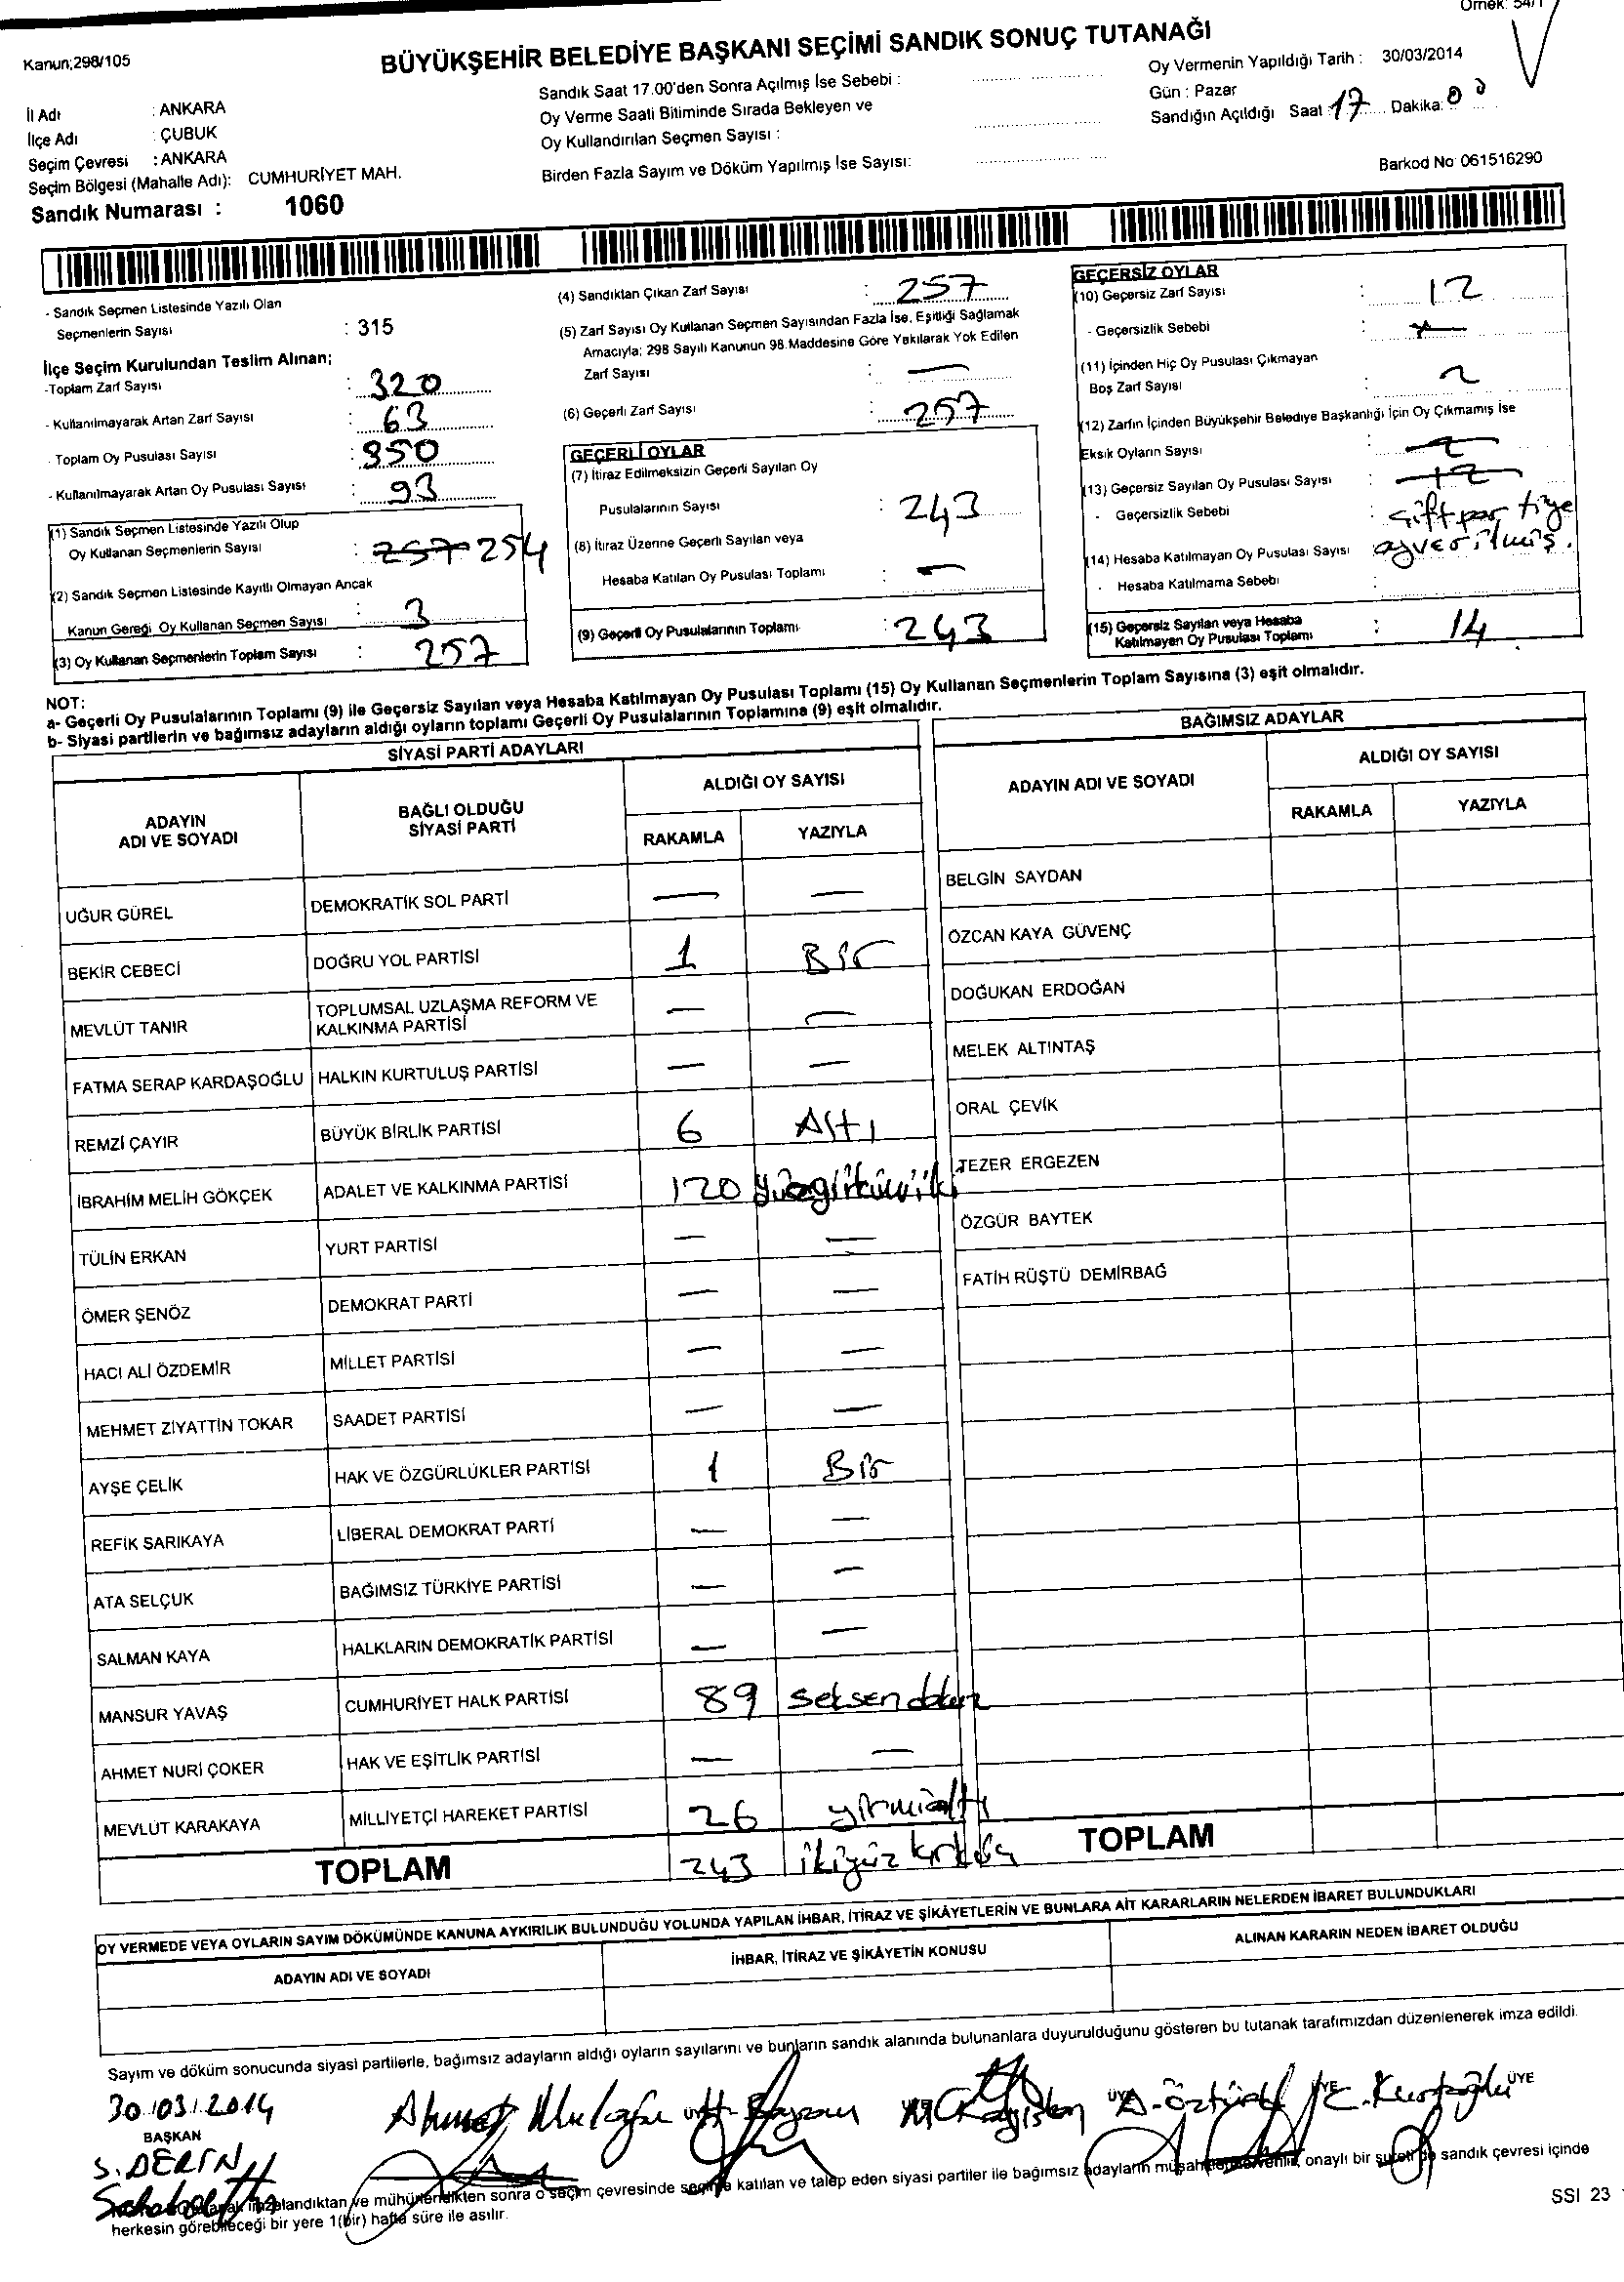 Örnek: 54/1
Kanun;298/105
BÜYÜKŞEHİR BELEDİYE BAŞKANI SEÇİMİ SANDIK SONUÇ TUTANAĞI
İl Adı : ANKARA
İlçe Adı : ÇUBUK
Seçim Çevresi : ANKARA
Seçim Bölgesi (Mahalle Adı): CUMHURİYET MAH.
Sandık Numarası : 1060
Sandık Saat 17.00'den Sonra Açılmış İse Sebebi :
Oy Verme Saati Bitiminde Sırada Bekleyen ve
Oy Kullandırılan Seçmen Sayısı :
Birden Fazla Sayım ve Döküm Yapılmış İse Sayısı:
Oy Vermenin Yapıldığı Tarih : 30/03/2014
Gün : Pazar
Sandığın Açıldığı Saat : 17 Dakika: 00
Barkod No: 061516290
- Sandık Seçmen Listesinde Yazılı Olan
Seçmenlerin Sayısı : 315
İlçe Seçim Kurulundan Teslim Alınan;
-Toplam Zarf Sayısı : 320
- Kullanılmayarak Artan Zarf Sayısı : 63
- Toplam Oy Pusulası Sayısı : 350
- Kullanılmayarak Artan Oy Pusulası Sayısı : 93
(1) Sandık Seçmen Listesinde Yazılı Olup
Oy Kullanan Seçmenlerin Sayısı : 257 254
(2) Sandık Seçmen Listesinde Kayıtlı Olmayan Ancak
Kanun Gereği Oy Kullanan Seçmen Sayısı : 3
(3) Oy Kullanan Seçmenlerin Toplam Sayısı : 257
(4) Sandıktan Çıkan Zarf Sayısı : 257
(5) Zarf Sayısı Oy Kullanan Seçmen Sayısından Fazla İse, Eşitliği Sağlamak
Amacıyla; 298 Sayılı Kanunun 98.Maddesine Göre Yakılarak Yok Edilen
Zarf Sayısı : —
(6) Geçerli Zarf Sayısı : 257
GEÇERLİ OYLAR
(7) İtiraz Edilmeksizin Geçerli Sayılan Oy
Pusulalarının Sayısı : 243
(8) İtiraz Üzerine Geçerli Sayılan veya
Hesaba Katılan Oy Pusulası Toplamı : —
(9) Geçerli Oy Pusulalarının Toplamı : 243
GEÇERSİZ OYLAR
(10) Geçersiz Zarf Sayısı : 12
- Geçersizlik Sebebi :
(11) İçinden Hiç Oy Pusulası Çıkmayan
Boş Zarf Sayısı : 2
(12) Zarfın İçinden Büyükşehir Belediye Başkanlığı İçin Oy Çıkmamış İse
Eksik Oyların Sayısı : 2
(13) Geçersiz Sayılan Oy Pusulası Sayısı : 12
- Geçersizlik Sebebi : çift partiye
(14) Hesaba Katılmayan Oy Pusulası Sayısı oy verilmiş.
- Hesaba Katılmama Sebebi :
(15) Geçersiz Sayılan veya Hesaba
Katılmayan Oy Pusulası Toplamı : 14
NOT:
a- Geçerli Oy Pusulalarının Toplamı (9) ile Geçersiz Sayılan veya Hesaba Katılmayan Oy Pusulası Toplamı (15) Oy Kullanan Seçmenlerin Toplam Sayısına (3) eşit olmalıdır.
b- Siyasi partilerin ve bağımsız adayların aldığı oyların toplamı Geçerli Oy Pusulalarının Toplamına (9) eşit olmalıdır.
SİYASİ PARTİ ADAYLARI
ADAYIN
ADI VE SOYADI
BAĞLI OLDUĞU
SİYASİ PARTİ
ALDIĞI OY SAYISI
RAKAMLA YAZIYLA
UĞUR GÜREL DEMOKRATİK SOL PARTİ — —
BEKİR CEBECİ DOĞRU YOL PARTİSİ 1 Bir
MEVLÜT TANIR TOPLUMSAL UZLAŞMA REFORM VE
KALKINMA PARTİSİ — —
FATMA SERAP KARDAŞOĞLU HALKIN KURTULUŞ PARTİSİ — —
REMZİ ÇAYIR BÜYÜK BİRLİK PARTİSİ 6 Altı
İBRAHİM MELİH GÖKÇEK ADALET VE KALKINMA PARTİSİ 120
TÜLİN ERKAN YURT PARTİSİ — —
ÖMER ŞENÖZ DEMOKRAT PARTİ — —
HACI ALİ ÖZDEMİR MİLLET PARTİSİ — —
MEHMET ZİYATTİN TOKAR SAADET PARTİSİ — —
AYŞE ÇELİK HAK VE ÖZGÜRLÜKLER PARTİSİ 1 Bir
REFİK SARIKAYA LİBERAL DEMOKRAT PARTİ — —
ATA SELÇUK BAĞIMSIZ TÜRKİYE PARTİSİ — —
SALMAN KAYA HALKLARIN DEMOKRATİK PARTİSİ — —
MANSUR YAVAŞ CUMHURİYET HALK PARTİSİ 89 seksen dokuz
AHMET NURİ ÇOKER HAK VE EŞİTLİK PARTİSİ — —
MEVLÜT KARAKAYA MİLLİYETÇİ HAREKET PARTİSİ 26 yirmialtı
TOPLAM 243 ikiyüz kırküç
BAĞIMSIZ ADAYLAR
ADAYIN ADI VE SOYADI
ALDIĞI OY SAYISI
RAKAMLA YAZIYLA
BELGİN SAYDAN
ÖZCAN KAYA GÜVENÇ
DOĞUKAN ERDOĞAN
MELEK ALTINTAŞ
ORAL ÇEVİK
TEZER ERGEZEN
ÖZGÜR BAYTEK
FATİH RÜŞTÜ DEMİRBAĞ
TOPLAM
OY VERMEDE VEYA OYLARIN SAYIM DÖKÜMÜNDE KANUNA AYKIRILIK BULUNDUĞU YOLUNDA YAPILAN İHBAR, İTİRAZ VE ŞİKÂYETLERİN VE BUNLARA AİT KARARLARIN NELERDEN İBARET BULUNDUKLARI
ADAYIN ADI VE SOYADI İHBAR, İTİRAZ VE ŞİKÂYETİN KONUSU ALINAN KARARIN NEDEN İBARET OLDUĞU
Sayım ve döküm sonucunda siyasi partilerle, bağımsız adayların aldığı oyların sayılarını ve bunların sandık alanında bulunanlara duyurulduğunu gösteren bu tutanak tarafımızdan düzenlenerek imza edildi.
30.03.2014
BAŞKAN
S. DERİN
Ahmet
A. Öztürk ÜYE
ÜYE
imzalandıktan ve mühürlendikten sonra o seçim çevresinde seçime katılan ve talep eden siyasi partiler ile bağımsız adayların onaylı bir sureti de sandık çevresi içinde
herkesin görebileceği bir yere 1(bir) hafta süre ile asılır.
SSI 23